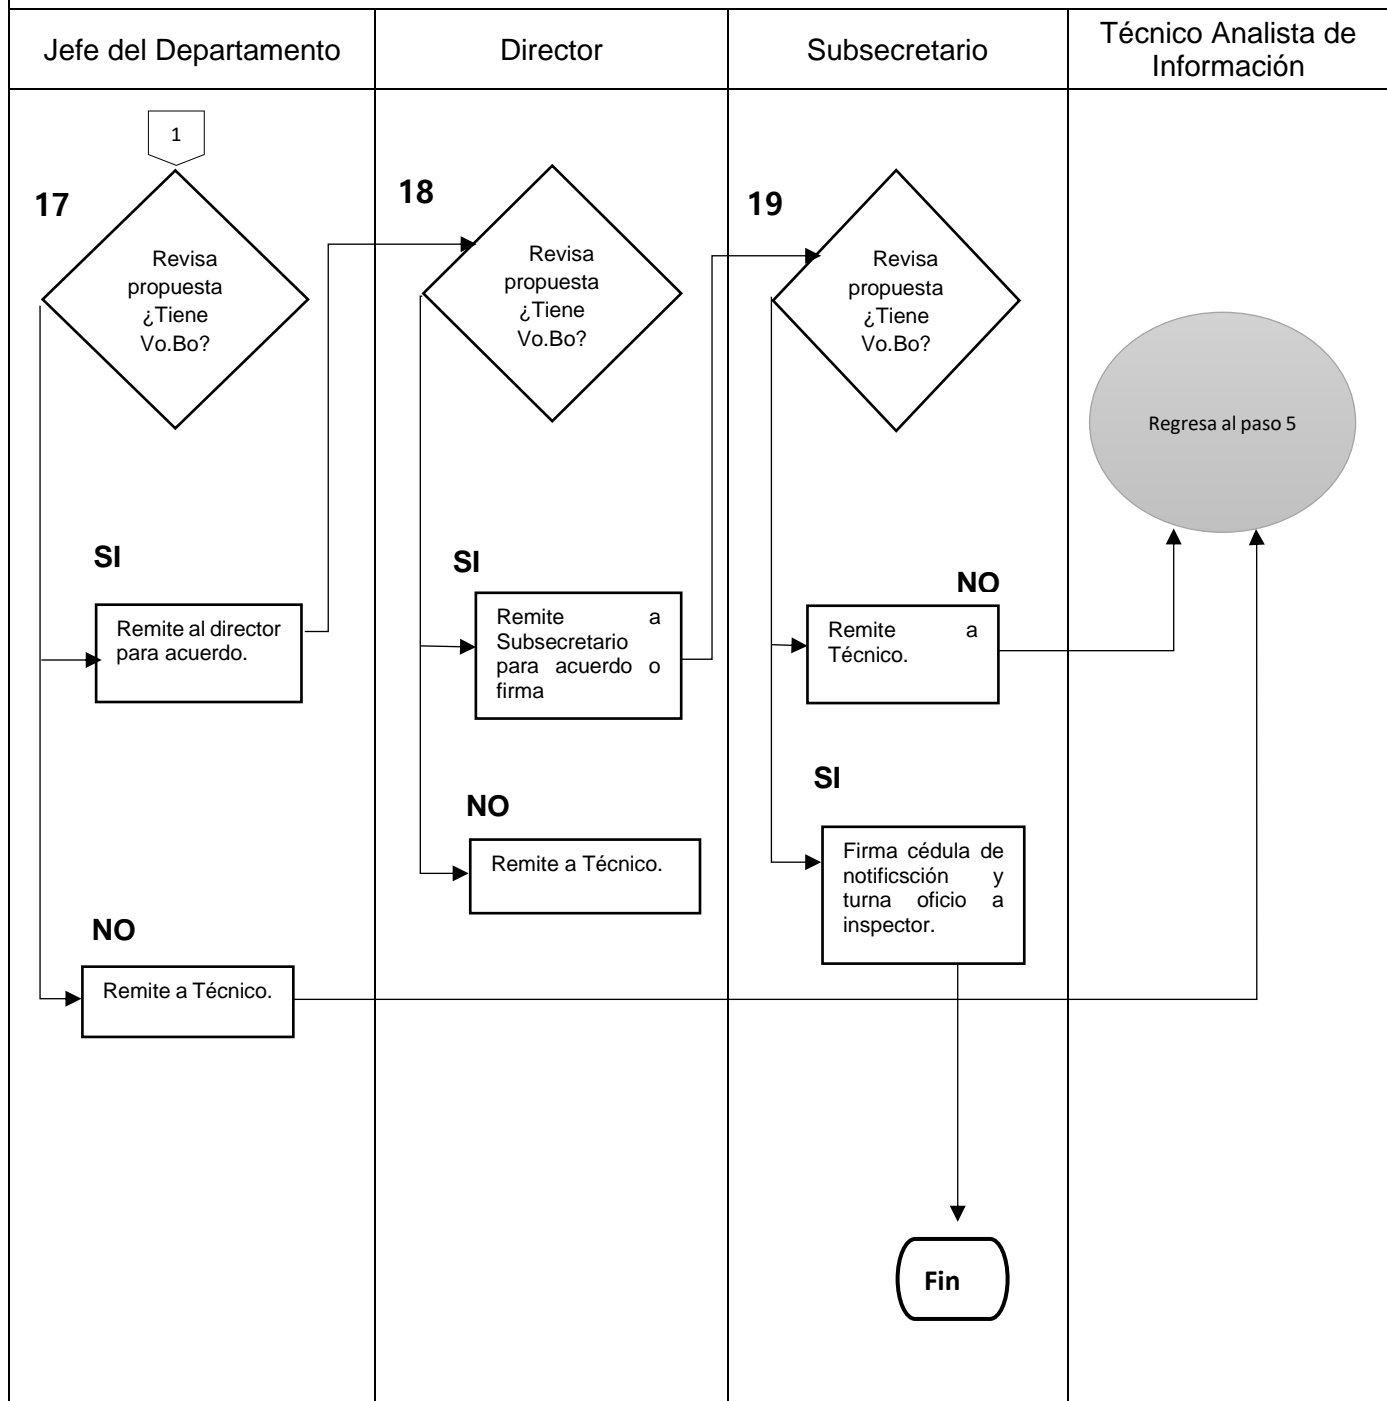 Jefe del Departamento
Director
Subsecretario
Técnico Analista de
Información
1
17
Revisa
propuesta
¿Tiene
Vo.Bo?
SI
Remite al director
para acuerdo.
NO
Remite a Técnico.
18
Revisa
propuesta
¿Tiene
Vo.Bo?
SI
Remite a
Subsecretario
para acuerdo o
firma
NO
Remite a Técnico.
19
Revisa
propuesta
¿Tiene
Vo.Bo?
NO
Remite a
Técnico.
SI
Firma cédula de
notificsción y
turna oficio a
inspector.
Fin
Regresa al paso 5